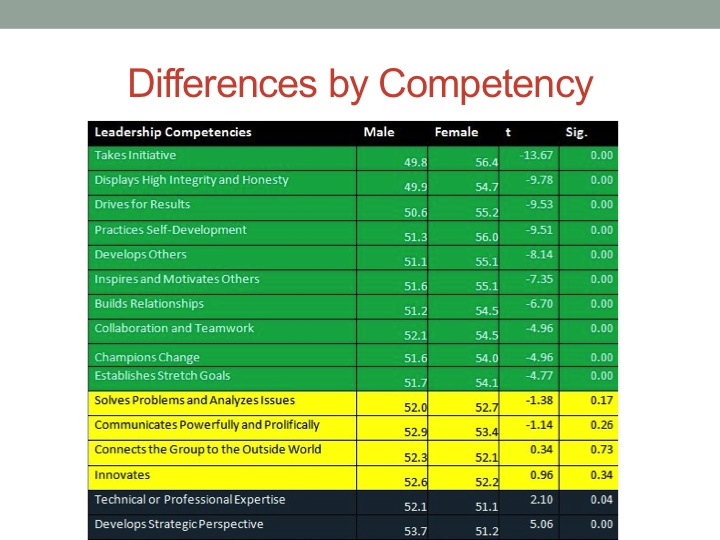 Differences by Competency
Leadership Competencies Male Female t Sig.
Takes Initiative 49.8 56.4 -13.67 0.00
Displays High Integrity and Honesty 49.9 54.7 -9.78 0.00
Drives for Results 50.6 55.2 -9.53 0.00
Practices Self-Development 51.3 56.0 -9.51 0.00
Develops Others 51.1 55.1 -8.14 0.00
Inspires and Motivates Others 51.6 55.1 -7.35 0.00
Builds Relationships 51.2 54.5 -6.70 0.00
Collaboration and Teamwork 52.1 54.5 -4.96 0.00
Champions Change 51.6 54.0 -4.96 0.00
Establishes Stretch Goals 51.7 54.1 -4.77 0.00
Solves Problems and Analyzes Issues 52.0 52.7 -1.38 0.17
Communicates Powerfully and Prolifically 52.9 53.4 -1.14 0.26
Connects the Group to the Outside World 52.3 52.1 0.34 0.73
Innovates 52.6 52.2 0.96 0.34
Technical or Professional Expertise 52.1 51.1 2.10 0.04
Develops Strategic Perspective 53.7 51.2 5.06 0.00